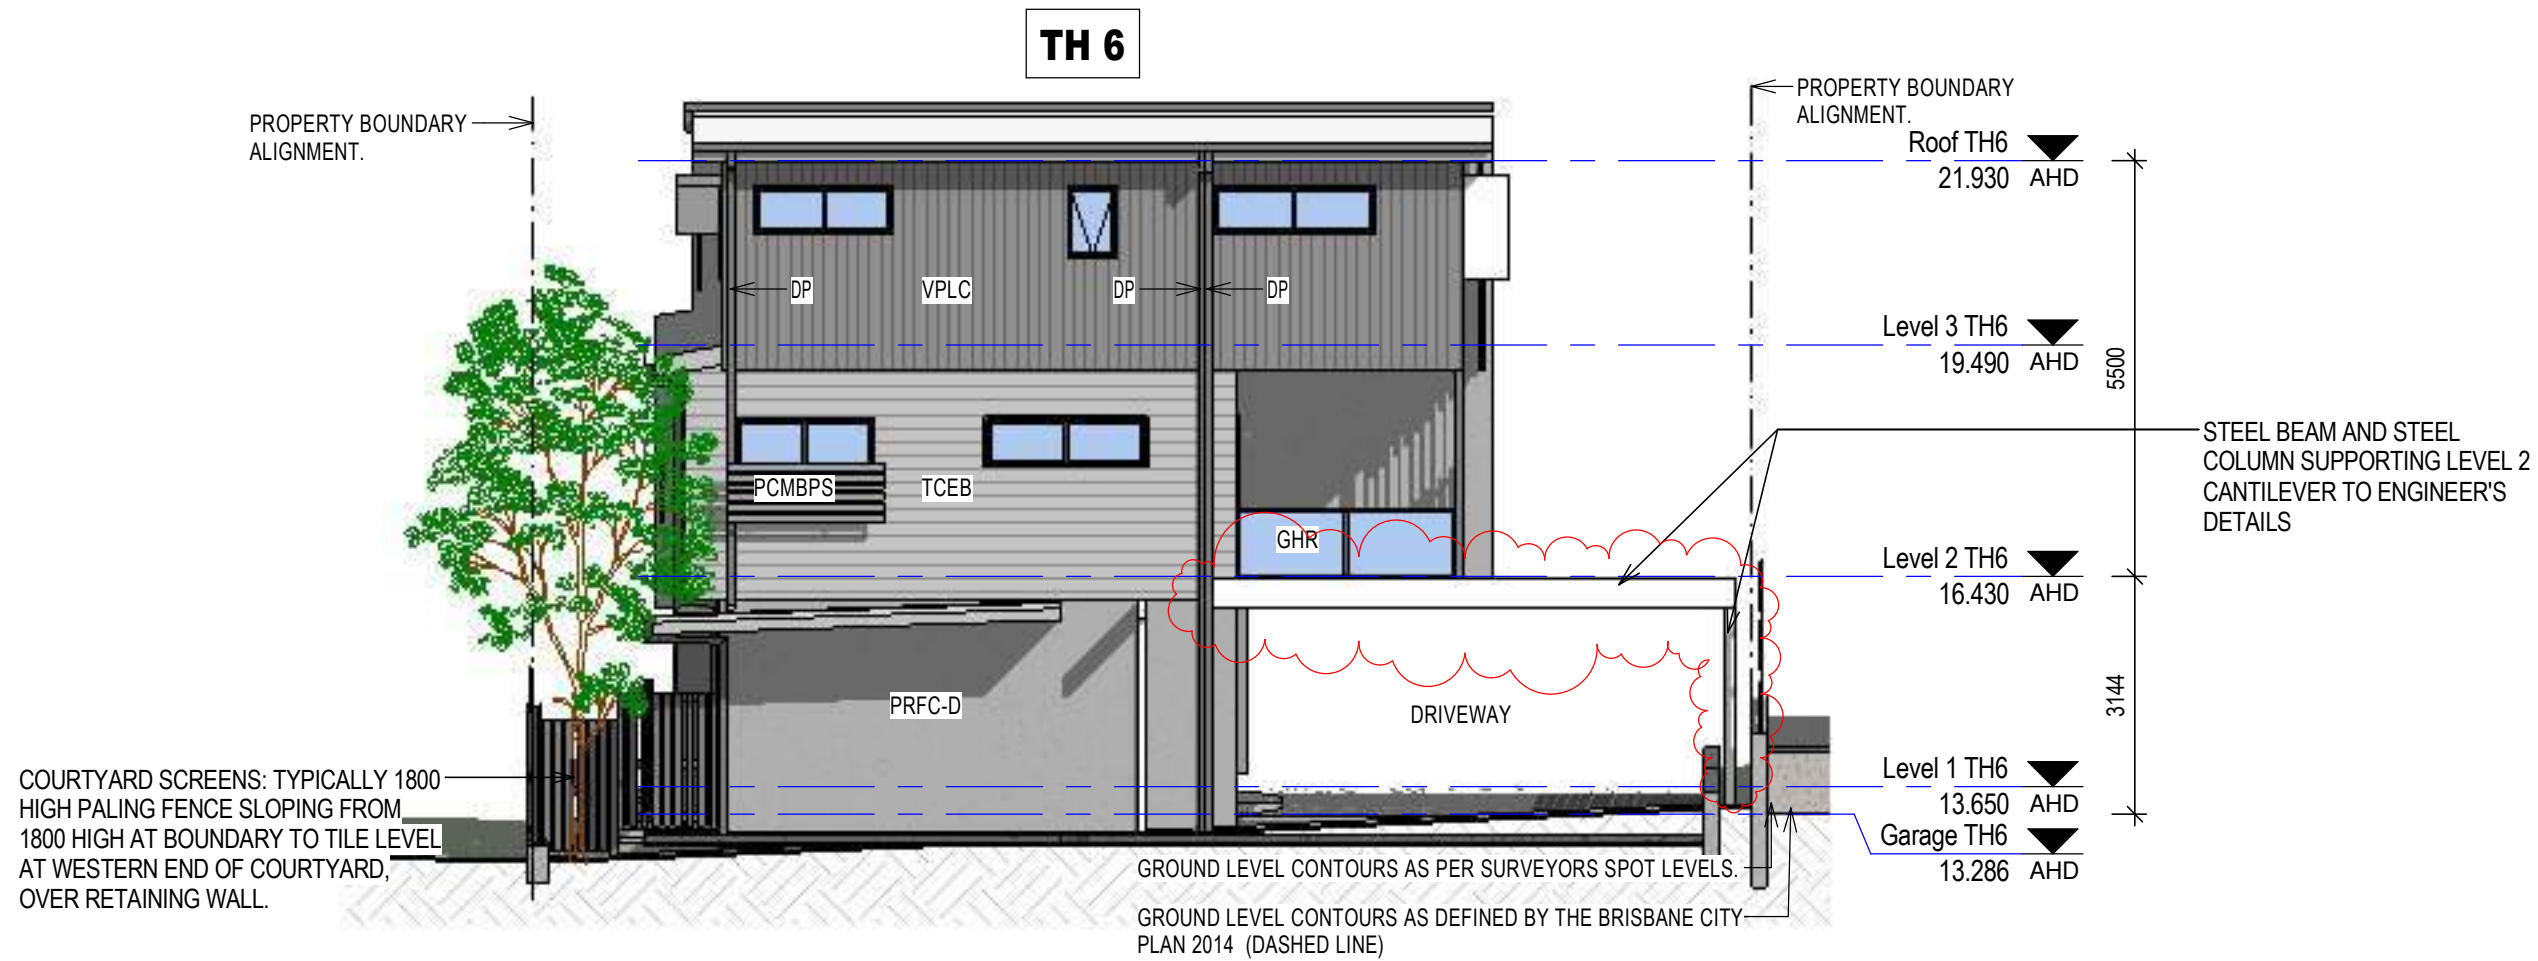 TH 6
PROPERTY BOUNDARY
ALIGNMENT.
PROPERTY BOUNDARY
ALIGNMENT.
Roof TH6
21.930 AHD
DP
VPLC
DP
DP
Level 3 TH6
19.490 AHD
5500
STEEL BEAM AND STEEL
COLUMN SUPPORTING LEVEL 2
CANTILEVER TO ENGINEER'S
DETAILS
PCMBPS
TCEB
GHR
Level 2 TH6
16.430 AHD
PRFC-D
DRIVEWAY
3144
Level 1 TH6
13.650 AHD
COURTYARD SCREENS: TYPICALLY 1800
HIGH PALING FENCE SLOPING FROM
1800 HIGH AT BOUNDARY TO TILE LEVEL
AT WESTERN END OF COURTYARD,
OVER RETAINING WALL.
Garage TH6
13.286 AHD
GROUND LEVEL CONTOURS AS PER SURVEYORS SPOT LEVELS.
GROUND LEVEL CONTOURS AS DEFINED BY THE BRISBANE CITY
PLAN 2014 (DASHED LINE)